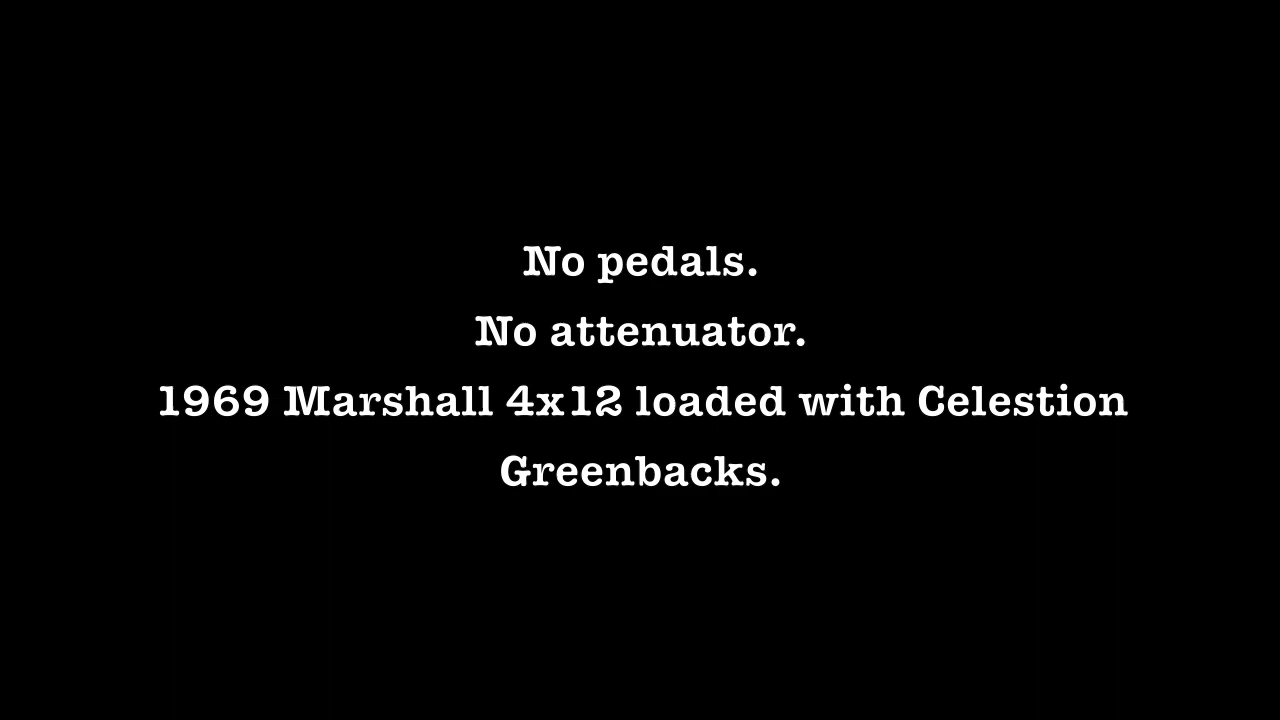 No pedals.
No attenuator.
1969 Marshall 4x12 loaded with Celestion
Greenbacks.